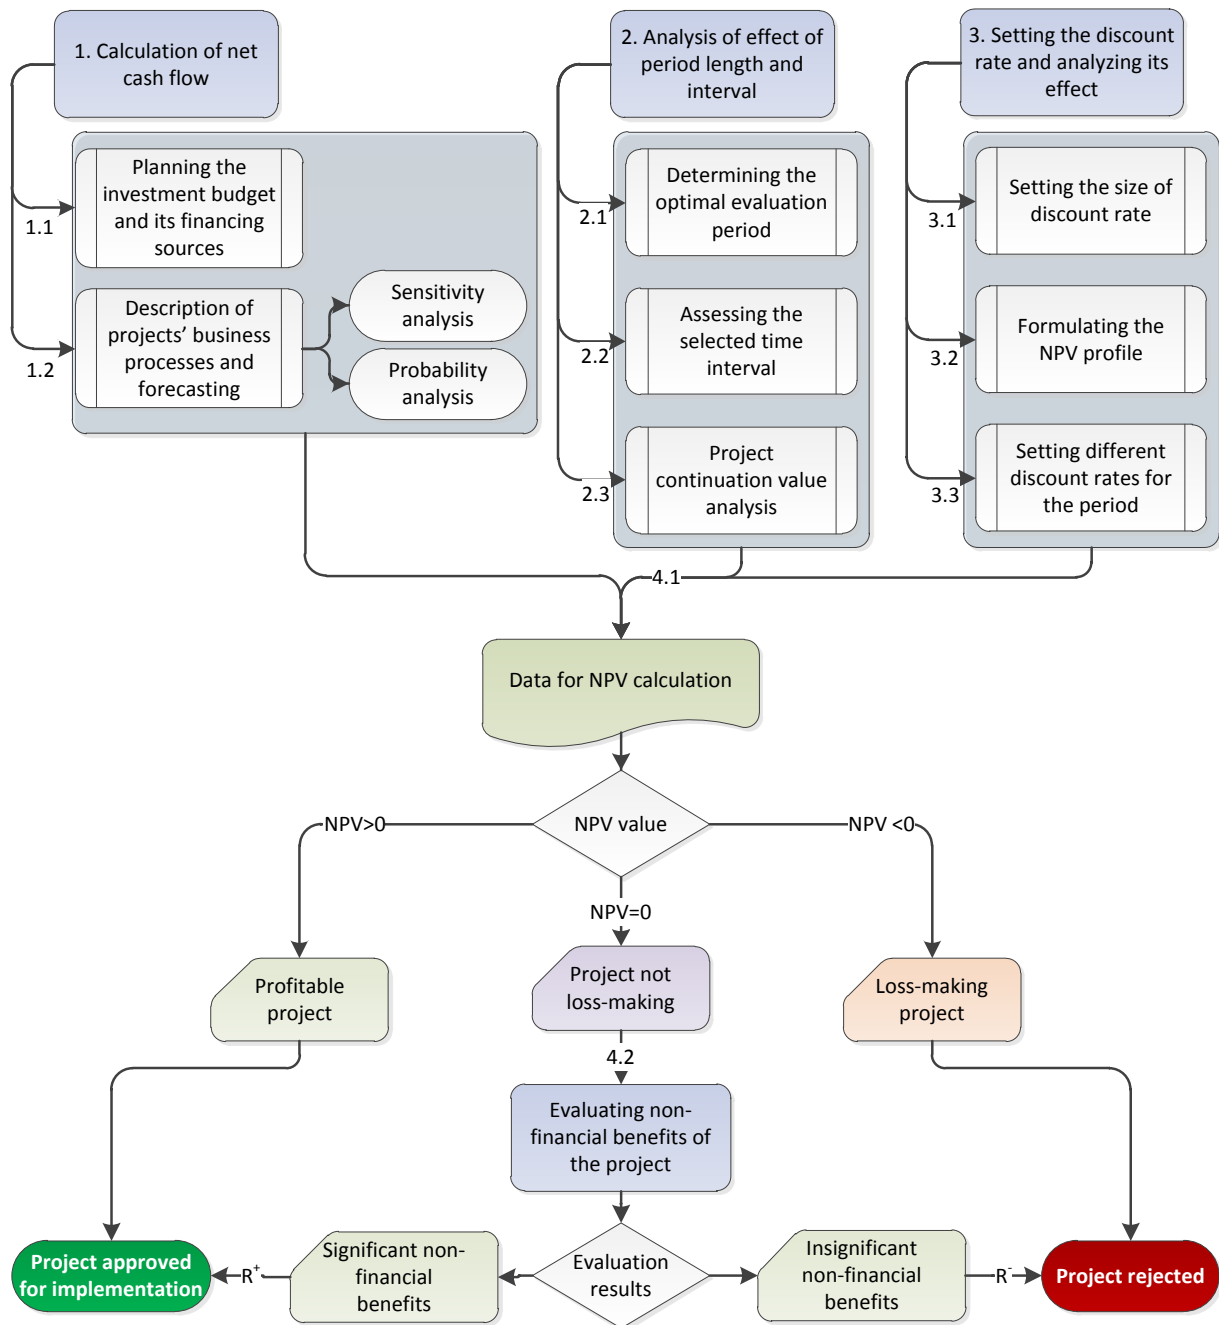 1. Calculation of net
cash flow
2. Analysis of effect of
period length and
interval
3. Setting the discount
rate and analyzing its
effect
Planning the
investment budget
and its financing
sources
1.1
Description of
projects’ business
processes and
forecasting
1.2
Sensitivity
analysis
Probability
analysis
Determining the
optimal evaluation
period
2.1
Assessing the
selected time
interval
2.2
Project
continuation value
analysis
2.3
Setting the size of
discount rate
3.1
Formulating the
NPV profile
3.2
Setting different
discount rates for
the period
3.3
4.1
Data for NPV calculation
NPV>0
NPV value
NPV <0
NPV=0
Profitable
project
Project not
loss-making
Loss-making
project
4.2
Evaluating non-
financial benefits of
the project
Project approved
for implementation
R⁺
Significant non-
financial
benefits
Evaluation
results
Insignificant
non-financial
benefits
R⁻
Project rejected